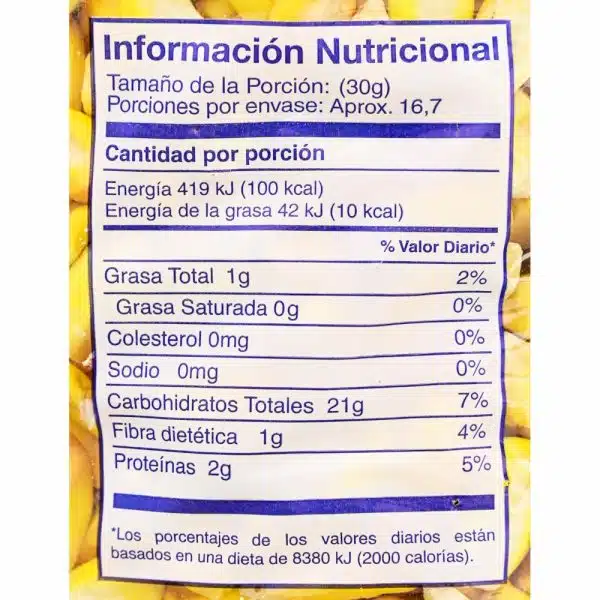 Información Nutricional
Tamaño de la Porción: (30g)
Porciones por envase: Aprox. 16,7
Cantidad por porción
Energía 419 kJ (100 kcal)
Energía de la grasa 42 kJ (10 kcal)
% Valor Diario*
Grasa Total 1g 2%
Grasa Saturada 0g 0%
Colesterol 0mg 0%
Sodio 0mg 0%
Carbohidratos Totales 21g 7%
Fibra dietética 1g 4%
Proteínas 2g 5%
*Los porcentajes de los valores diarios están
basados en una dieta de 8380 kJ (2000 calorías).